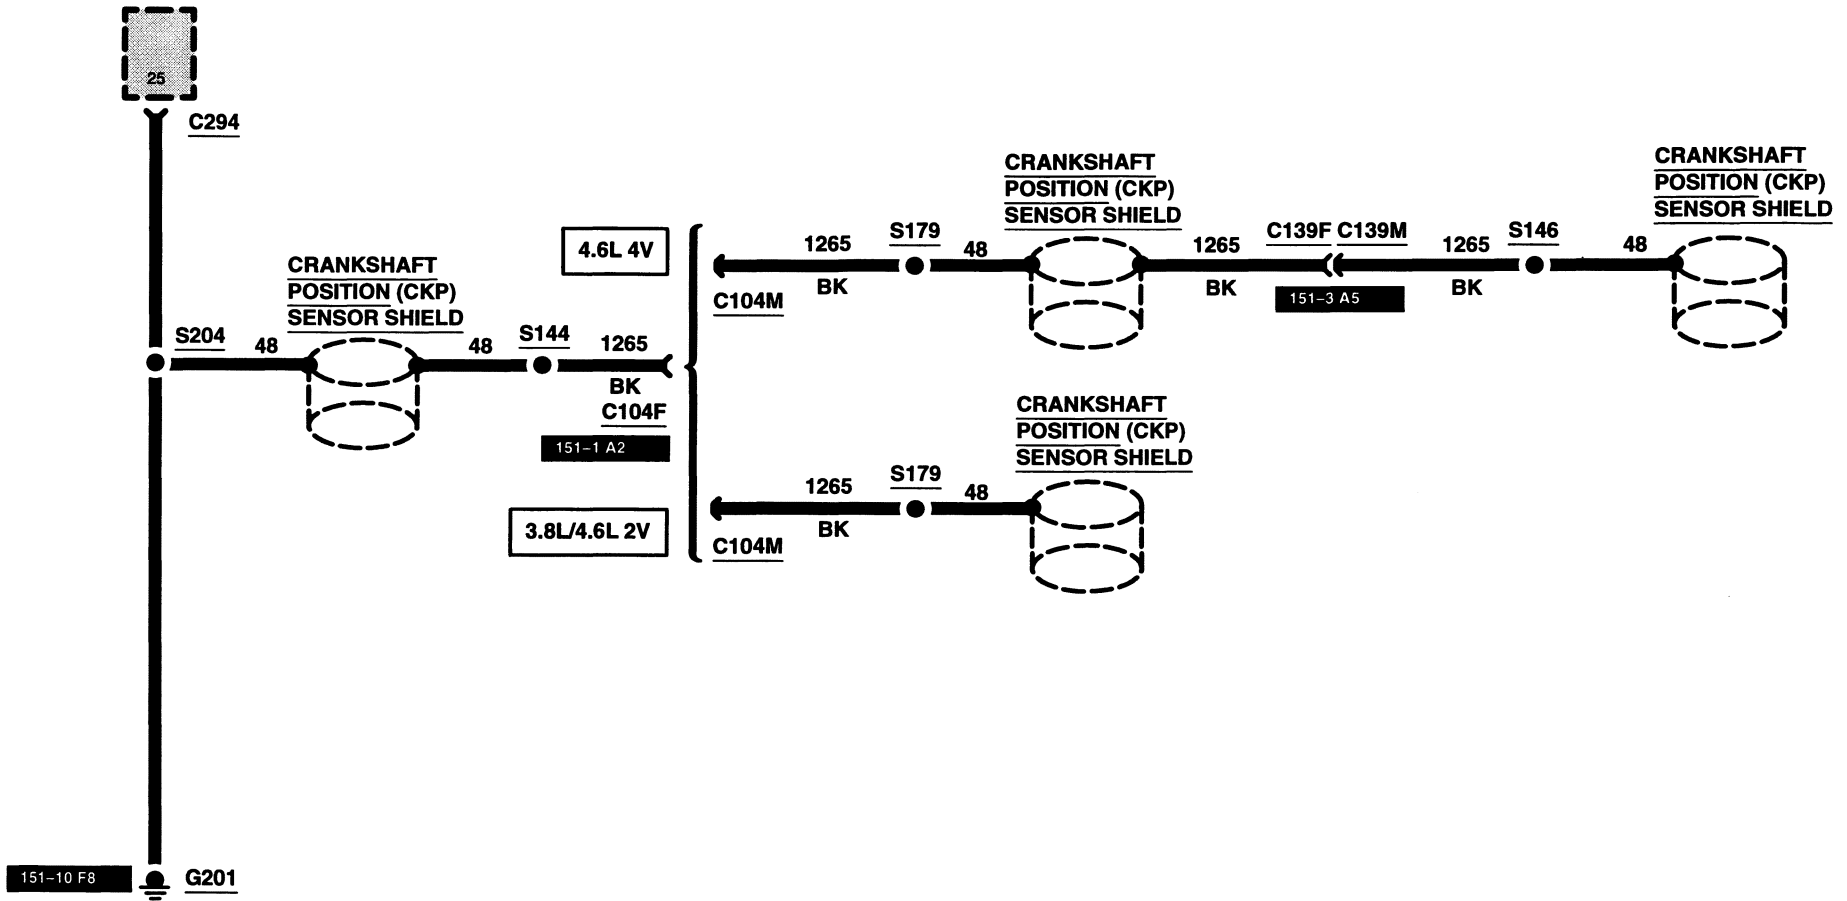 25
C294
S204
48
CRANKSHAFT
POSITION (CKP)
SENSOR SHIELD
48
S144
1265
BK
C104F
151-1 A2
4.6L 4V
C104M
1265
BK
S179
48
CRANKSHAFT
POSITION (CKP)
SENSOR SHIELD
1265
BK
C139F C139M
151-3 A5
1265
BK
S146
48
CRANKSHAFT
POSITION (CKP)
SENSOR SHIELD
3.8L/4.6L 2V
C104M
1265
BK
S179
48
CRANKSHAFT
POSITION (CKP)
SENSOR SHIELD
151-10 F8
G201